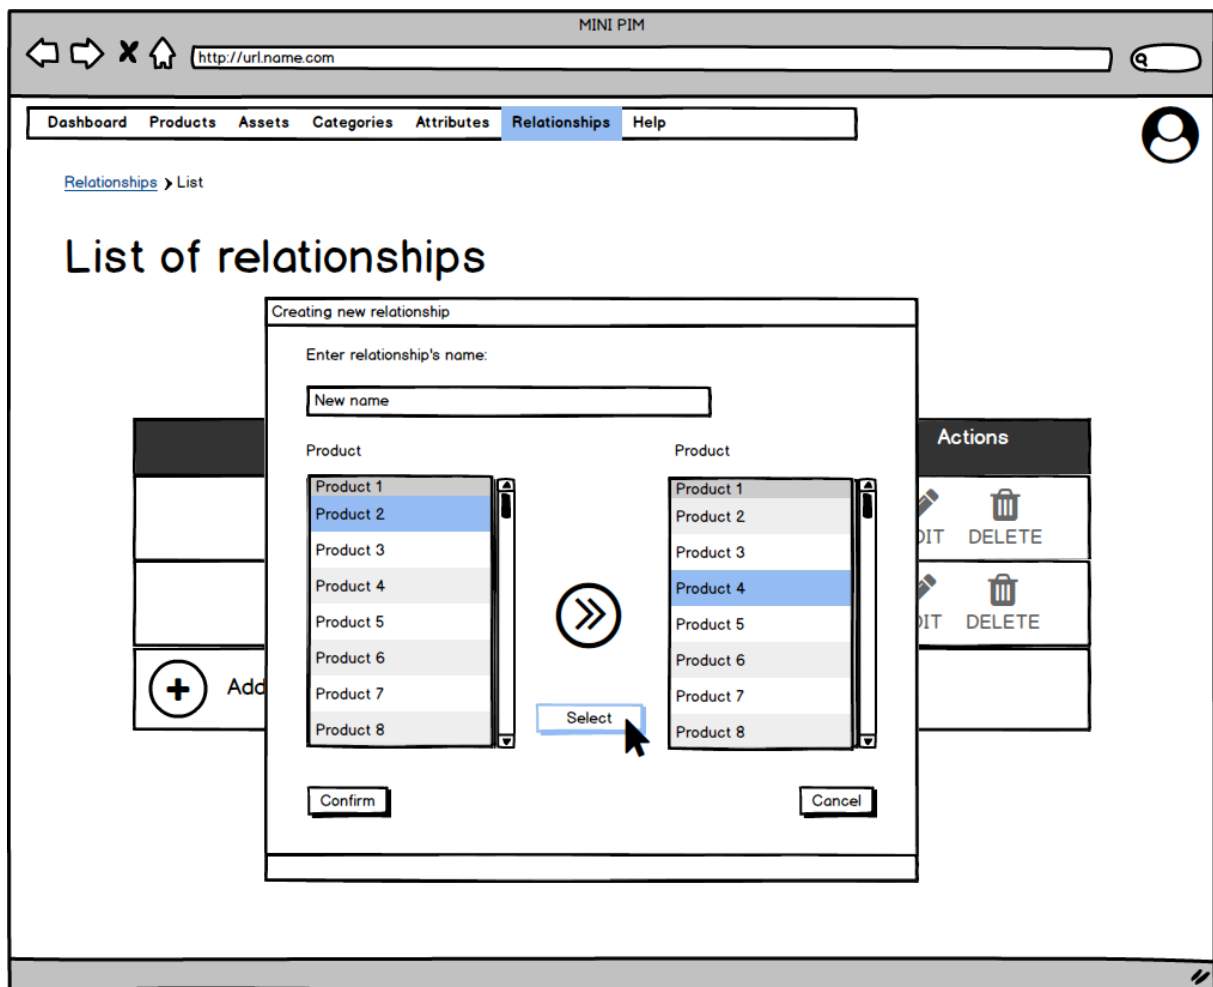 MINI PIM
http://url.name.com
Dashboard Products Assets Categories Attributes Relationships Help
Relationships List
List of relationships
Creating new relationship
Enter relationship's name:
New name
Actions
Product Product
Product 1 Product 1
Product 2 Product 2
DELETE
Product 3 Product 3
Product 4 Product 4
Product 5 Product 5
DELETE
Product 6 Product 6
Add
Product 7 Product 7
Select
Product 8 Product 8
Confirm Cancel